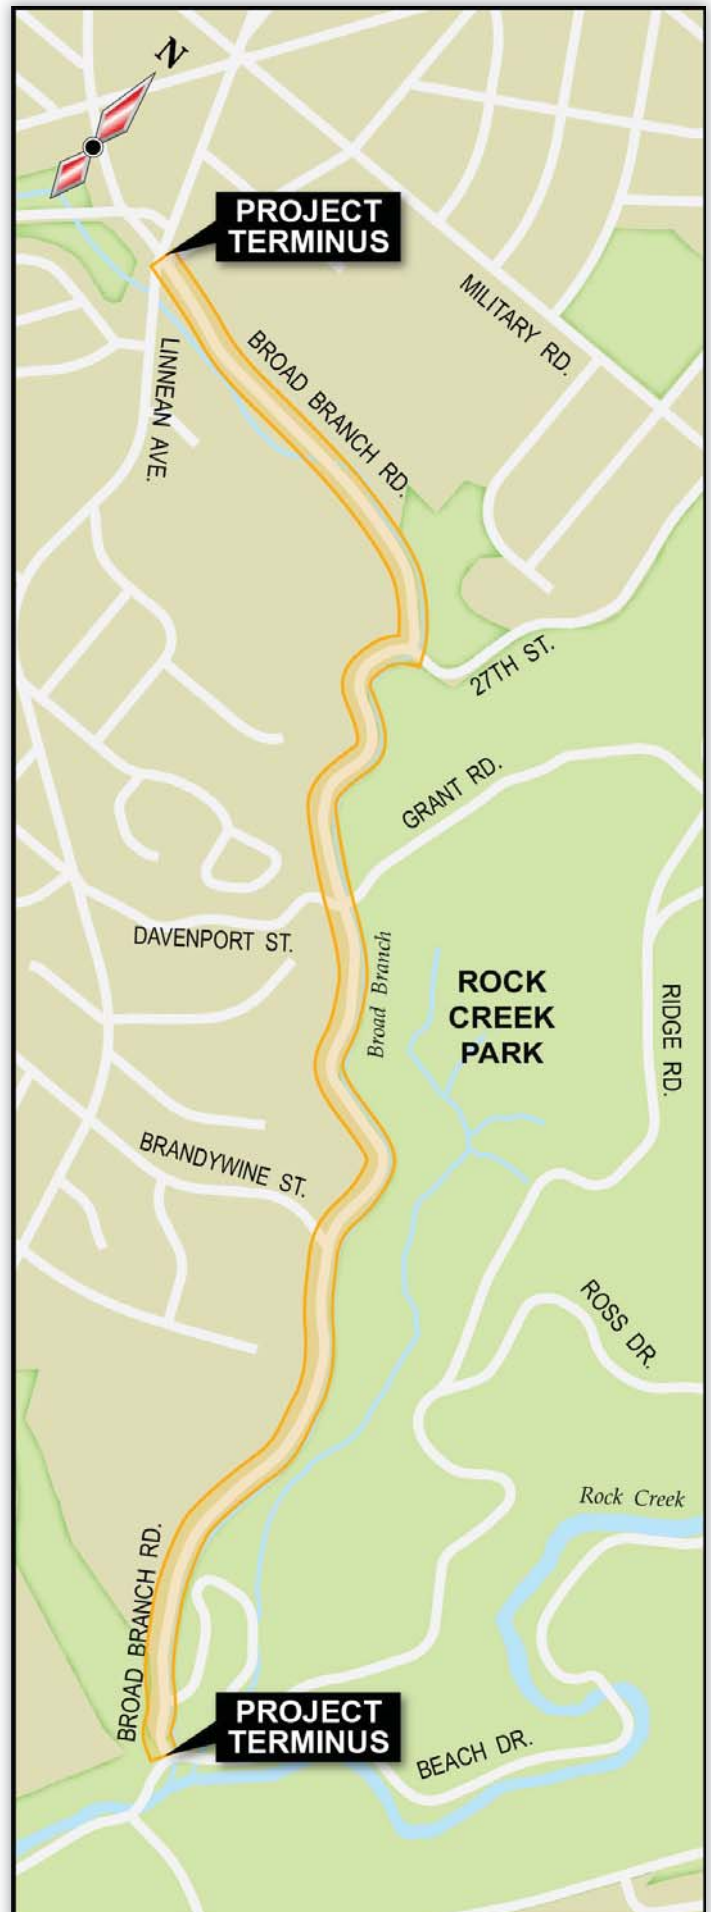 N
PROJECT
TERMINUS
MILITARY RD.
LINNEAN AVE.
BROAD BRANCH RD.
27TH ST.
GRANT RD.
DAVENPORT ST.
Broad Branch
ROCK
CREEK
PARK
RIDGE RD.
BRANDYWINE ST.
ROSS DR.
Rock Creek
BROAD BRANCH RD.
PROJECT
TERMINUS
BEACH DR.